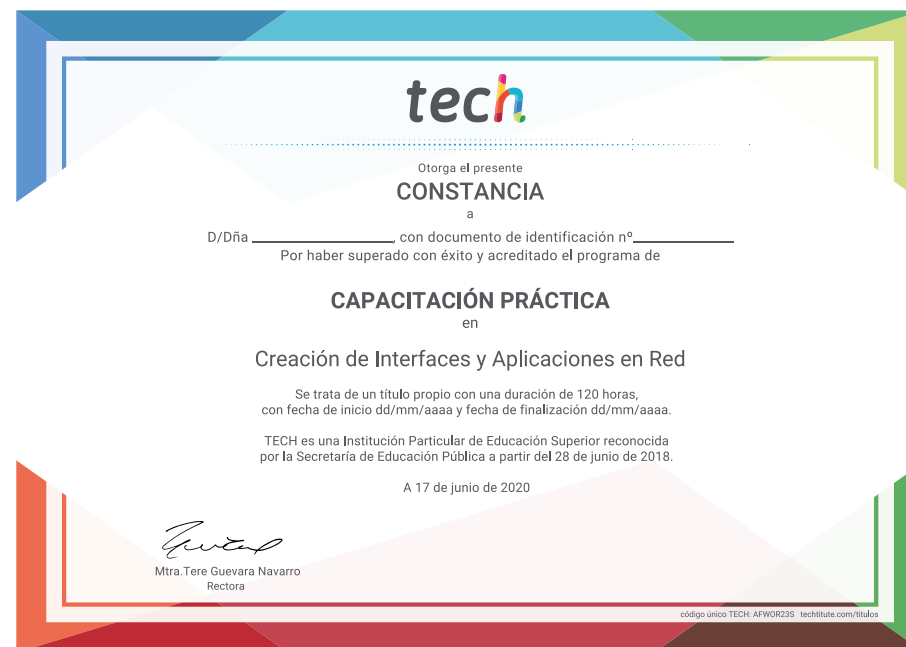 tech
Otorga el presente
CONSTANCIA
a
D/Dña ____________________, con documento de identificación nº______________
Por haber superado con éxito y acreditado el programa de
CAPACITACIÓN PRÁCTICA
en
Creación de Interfaces y Aplicaciones en Red
Se trata de un título propio con una duración de 120 horas,
con fecha de inicio dd/mm/aaaa y fecha de finalización dd/mm/aaaa.
TECH es una Institución Particular de Educación Superior reconocida
por la Secretaría de Educación Pública a partir del 28 de junio de 2018.
A 17 de junio de 2020
Mtra.Tere Guevara Navarro
Rectora
código único TECH: AFWOR23S techtitute.com/titulos